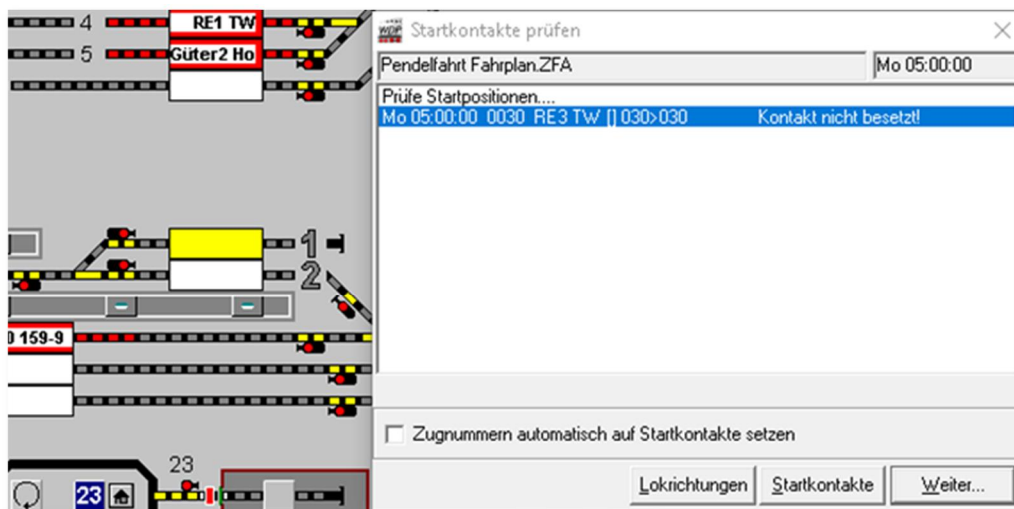 4
RE1 TW
5
Güter2 Ho
1
2
0 159-9
23
23
WDP
Startkontakte prüfen
Pendelfahrt Fahrplan.ZFA
Mo 05:00:00
Prüfe Startpositionen....
Mo 05:00:00 0030 RE3 TW [] 030>030 Kontakt nicht besetzt!
Zugnummern automatisch auf Startkontakte setzen
Lokrichtungen
Startkontakte
Weiter...